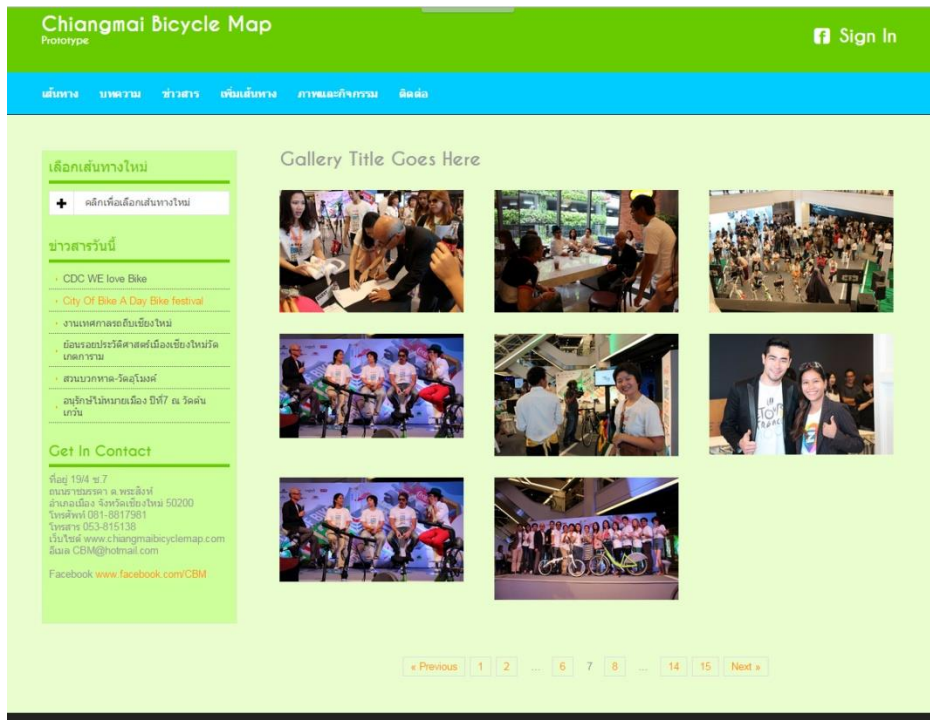 Chiangmai Bicycle Map
Prototype
Sign In
เส้นทาง บทความ ข่าวสาร เพิ่มเส้นทาง ภาพและกิจกรรม ติดต่อ
เลือกเส้นทางใหม่
คลิกเพื่อเลือกเส้นทางใหม่
ข่าวสารวันนี้
CDC WE love Bike
City Of Bike A Day Bike festival
งานเทศกาลรถถีบเชียงใหม่
ย้อนรอยประวัติศาสตร์เมืองเชียงใหม่วัด
เกตการาม
สวนบวกหาด-วัดอุโมงค์
อนุรักษ์ไม้หมายเมือง ปีที่7 ณ วัดต้น
เกว๋น
Get In Contact
ที่อยู่ 19/4 ซ.7
ถนนราชมรรคา ต.พระสิงห์
อำเภอเมือง จังหวัดเชียงใหม่ 50200
โทรศัพท์ 081-8817981
โทรสาร 053-815138
เว็บไซต์ www.chiangmaibicyclemap.com
อีเมล CBM@hotmail.com
Facebook www.facebook.com/CBM
Gallery Title Goes Here
« Previous 1 2 ... 6 7 8 ... 14 15 Next »